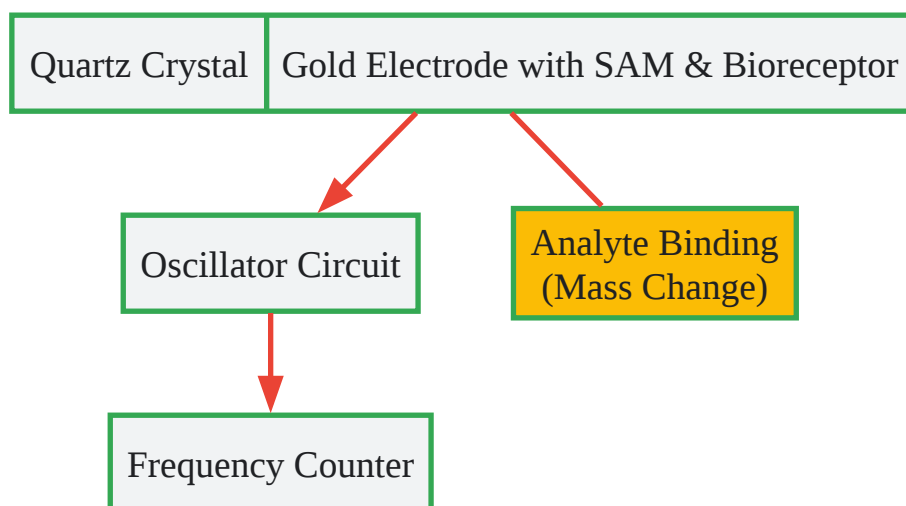 Quartz Crystal
Gold Electrode with SAM & Bioreceptor
Oscillator Circuit
Analyte Binding
(Mass Change)
Frequency Counter